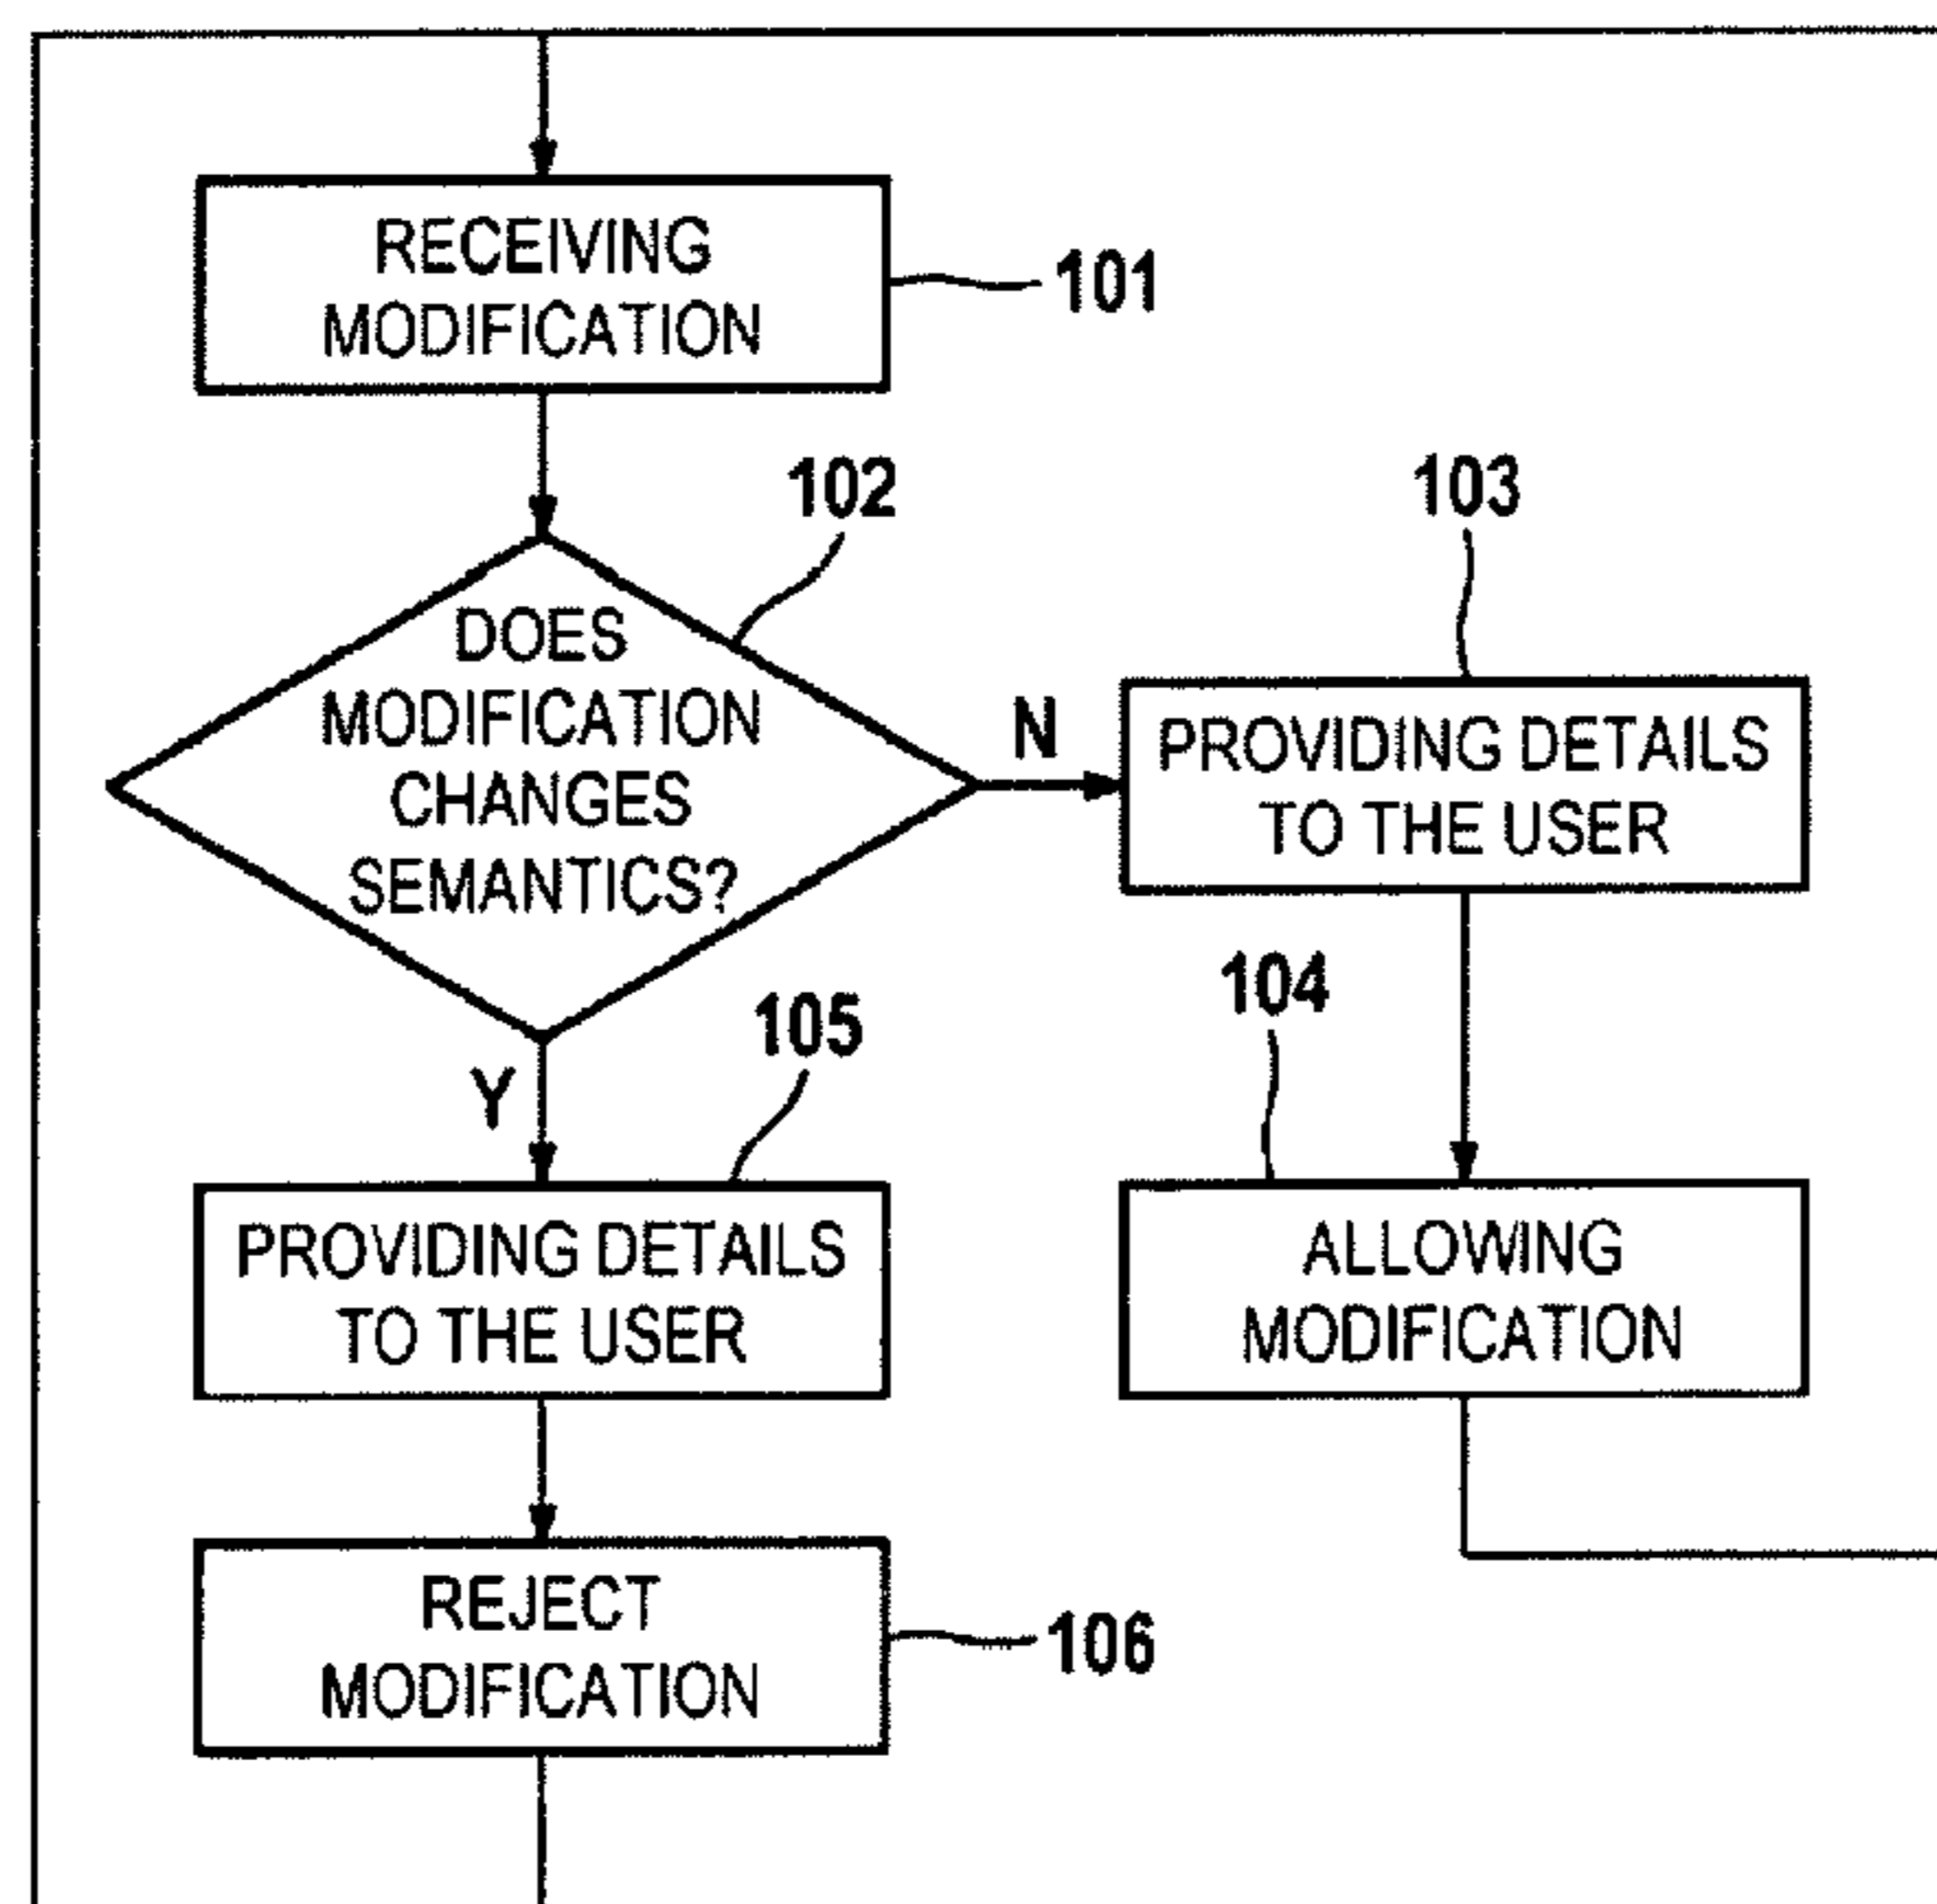 RECEIVING
MODIFICATION
101
102
DOES
MODIFICATION
CHANGES
SEMANTICS?
N
103
PROVIDING DETAILS
TO THE USER
104
ALLOWING
MODIFICATION
Y
105
PROVIDING DETAILS
TO THE USER
REJECT
MODIFICATION
106